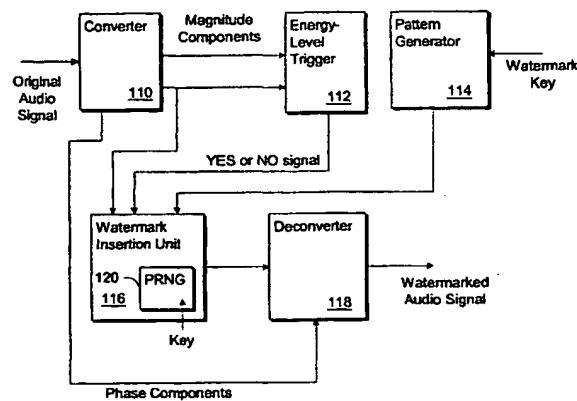 Magnitude
Components
Converter
110
Energy-
Level
Trigger
112
Pattern
Generator
114
Original
Audio
Signal
Watermark
Key
YES or NO signal
Watermark
Insertion Unit
120
PRNG
116
Key
Deconverter
118
Watermarked
Audio Signal
Phase Components